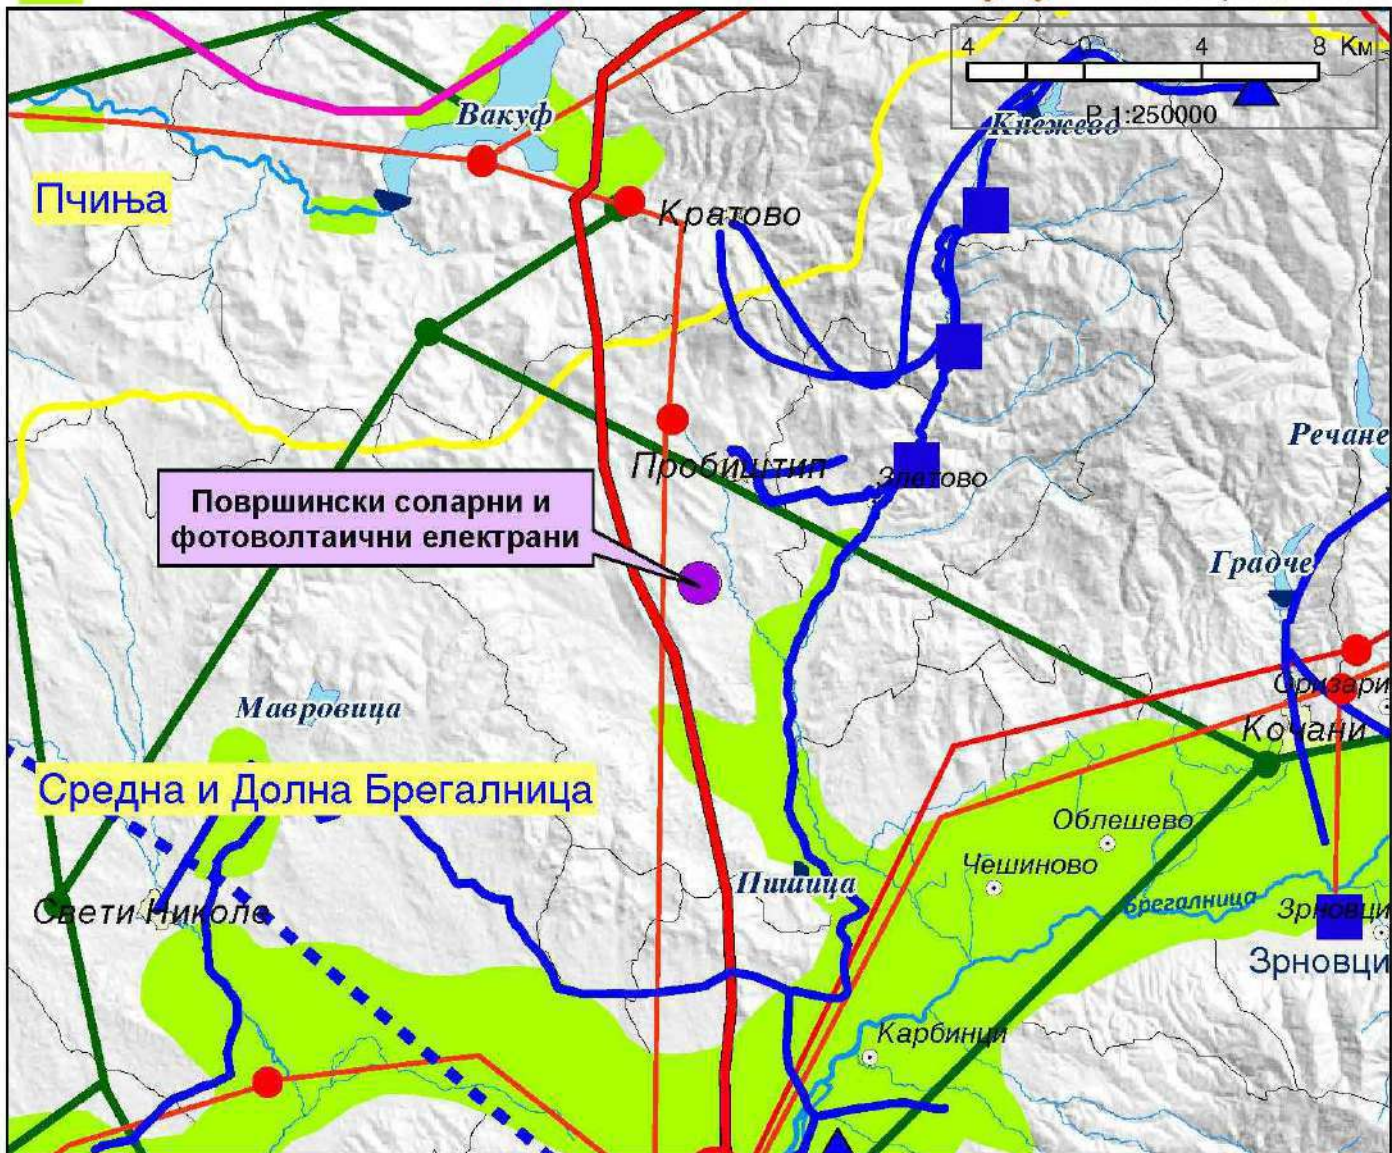 4 0 4 8 Км
Р 1:250000
Вакуф
Кнежево
Пчиња
Кратово
Речане
Пробиштип
Злетово
Површински соларни и
фотоволтаични електрани
Градче
Мавровица
Оризари
Кочани
Средна и Долна Брегалница
Облешево
Чешиново
Пишица
Брегалница
Зрновци
Свети Николе
Зрновци
Карбинци